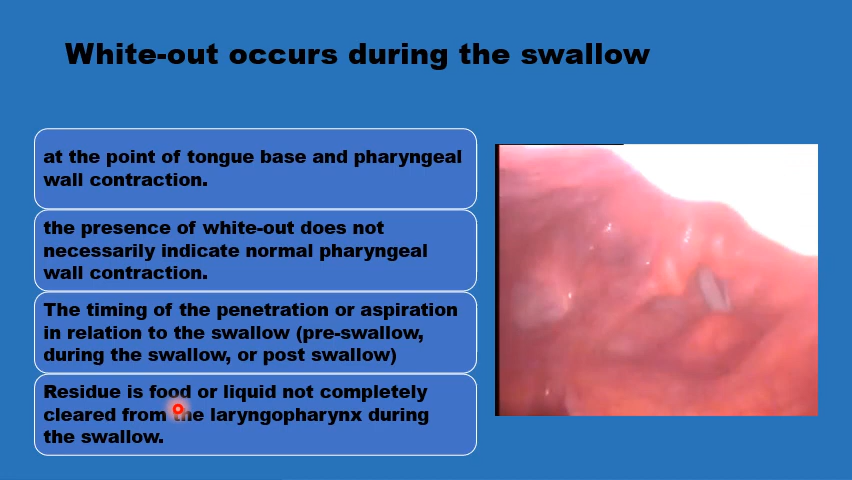 White-out occurs during the swallow
at the point of tongue base and pharyngeal
wall contraction.
the presence of white-out does not
necessarily indicate normal pharyngeal
wall contraction.
The timing of the penetration or aspiration
in relation to the swallow (pre-swallow,
during the swallow, or post swallow)
Residue is food or liquid not completely
cleared from the laryngopharynx during
the swallow.